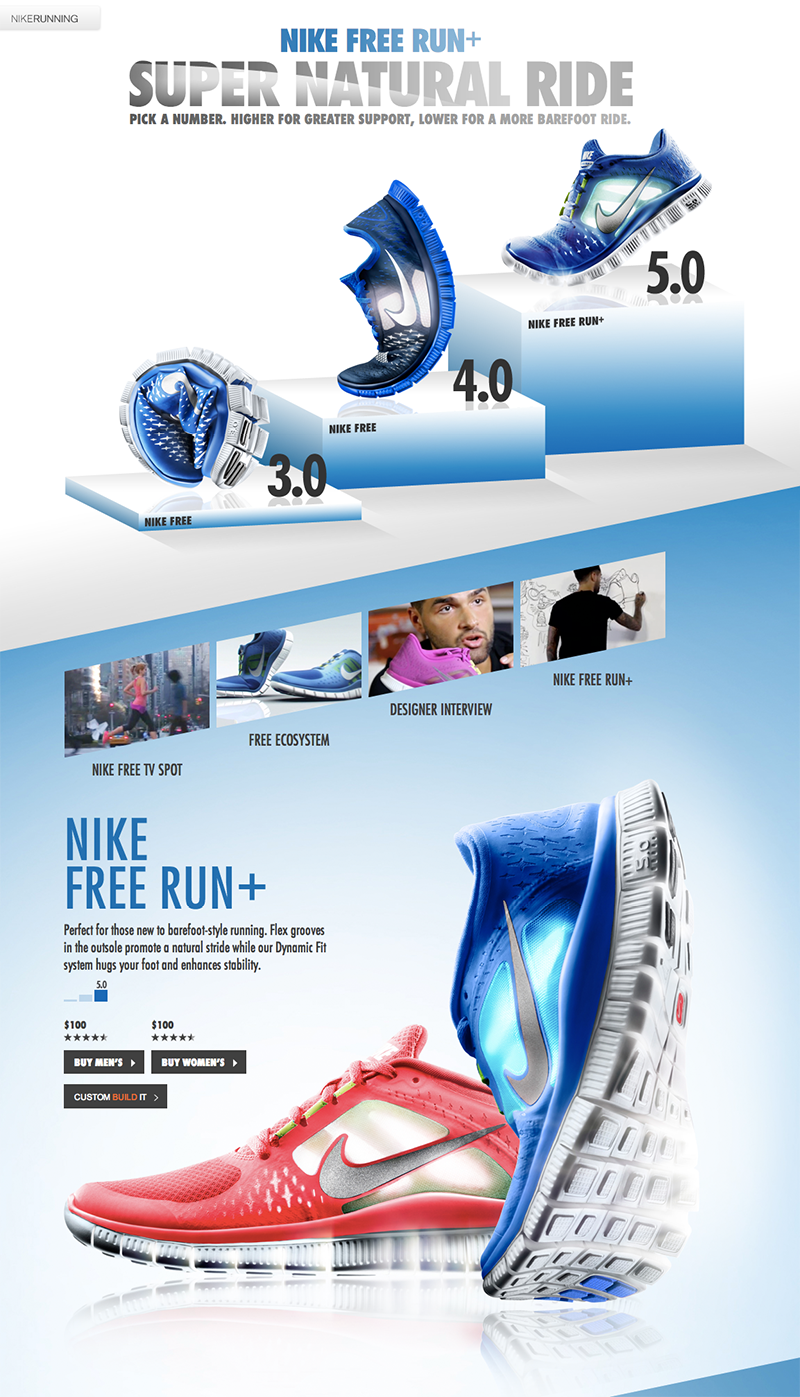 NIKERUNNING
NIKE FREE RUN+
SUPER NATURAL RIDE
PICK A NUMBER. HIGHER FOR GREATER SUPPORT, LOWER FOR A MORE BAREFOOT RIDE.
NIKE
5.0
NIKE FREE RUN+
4.0
NIKE FREE
3.0
NIKE FREE
NIKE FREE RUN+
DESIGNER INTERVIEW
FREE ECOSYSTEM
NIKE FREE TV SPOT
NIKE
FREE RUN+
5.0
Perfect for those new to barefoot-style running. Flex grooves
in the outsole promote a natural stride while our Dynamic Fit
system hugs your foot and enhances stability.
5.0
$100 $100
BUY MEN'S BUY WOMEN'S
CUSTOM BUILD IT